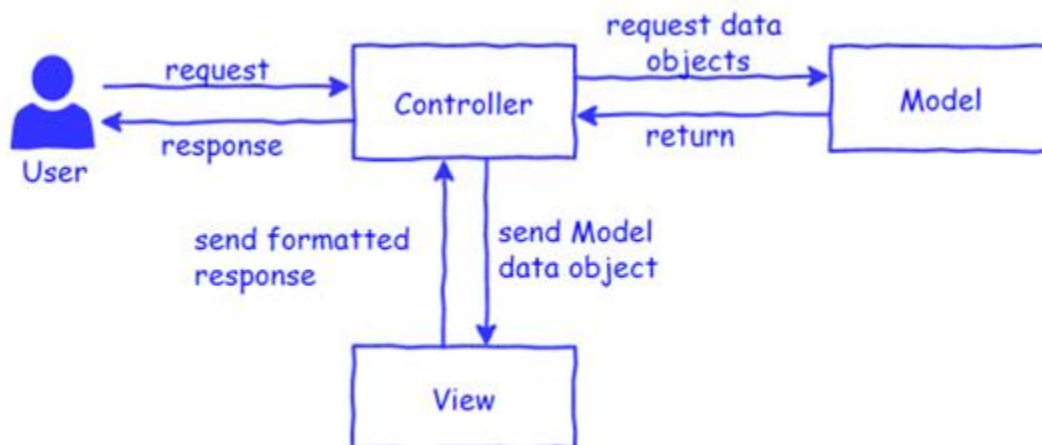 request data
objects
request
Controller
Model
response
return
User
send formatted
response
send Model
data object
View